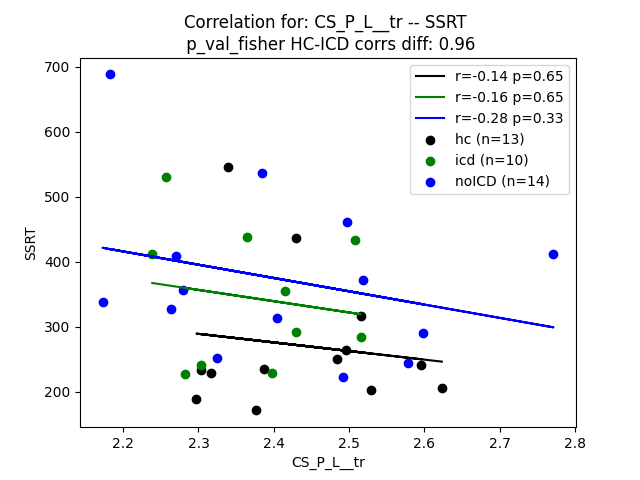 Correlation for: CS_P_L__tr -- SSRT
p_val_fisher HC-ICD corrs diff: 0.96
r=-0.14 p=0.65
r=-0.16 p=0.65
r=-0.28 p=0.33
hc (n=13)
icd (n=10)
noICD (n=14)
700
600
500
400
300
200
SSRT
2.2 2.3 2.4 2.5 2.6 2.7 2.8
CS_P_L__tr